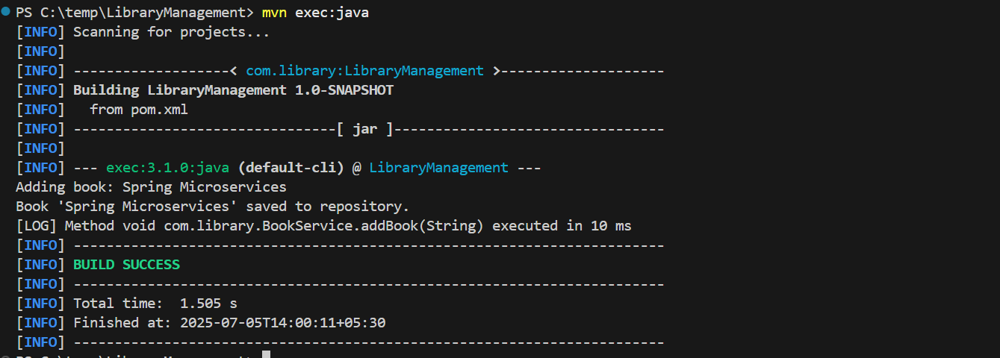 PS C:\temp\LibraryManagement> mvn exec:java
[INFO] Scanning for projects...
[INFO]
[INFO] -------------------< com.library:LibraryManagement >--------------------
[INFO] Building LibraryManagement 1.0-SNAPSHOT
[INFO]   from pom.xml
[INFO] --------------------------------[ jar ]---------------------------------
[INFO]
[INFO] --- exec:3.1.0:java (default-cli) @ LibraryManagement ---
Adding book: Spring Microservices
Book 'Spring Microservices' saved to repository.
[LOG] Method void com.library.BookService.addBook(String) executed in 10 ms
[INFO] ------------------------------------------------------------------------
[INFO] BUILD SUCCESS
[INFO] ------------------------------------------------------------------------
[INFO] Total time:  1.505 s
[INFO] Finished at: 2025-07-05T14:00:11+05:30
[INFO] ------------------------------------------------------------------------